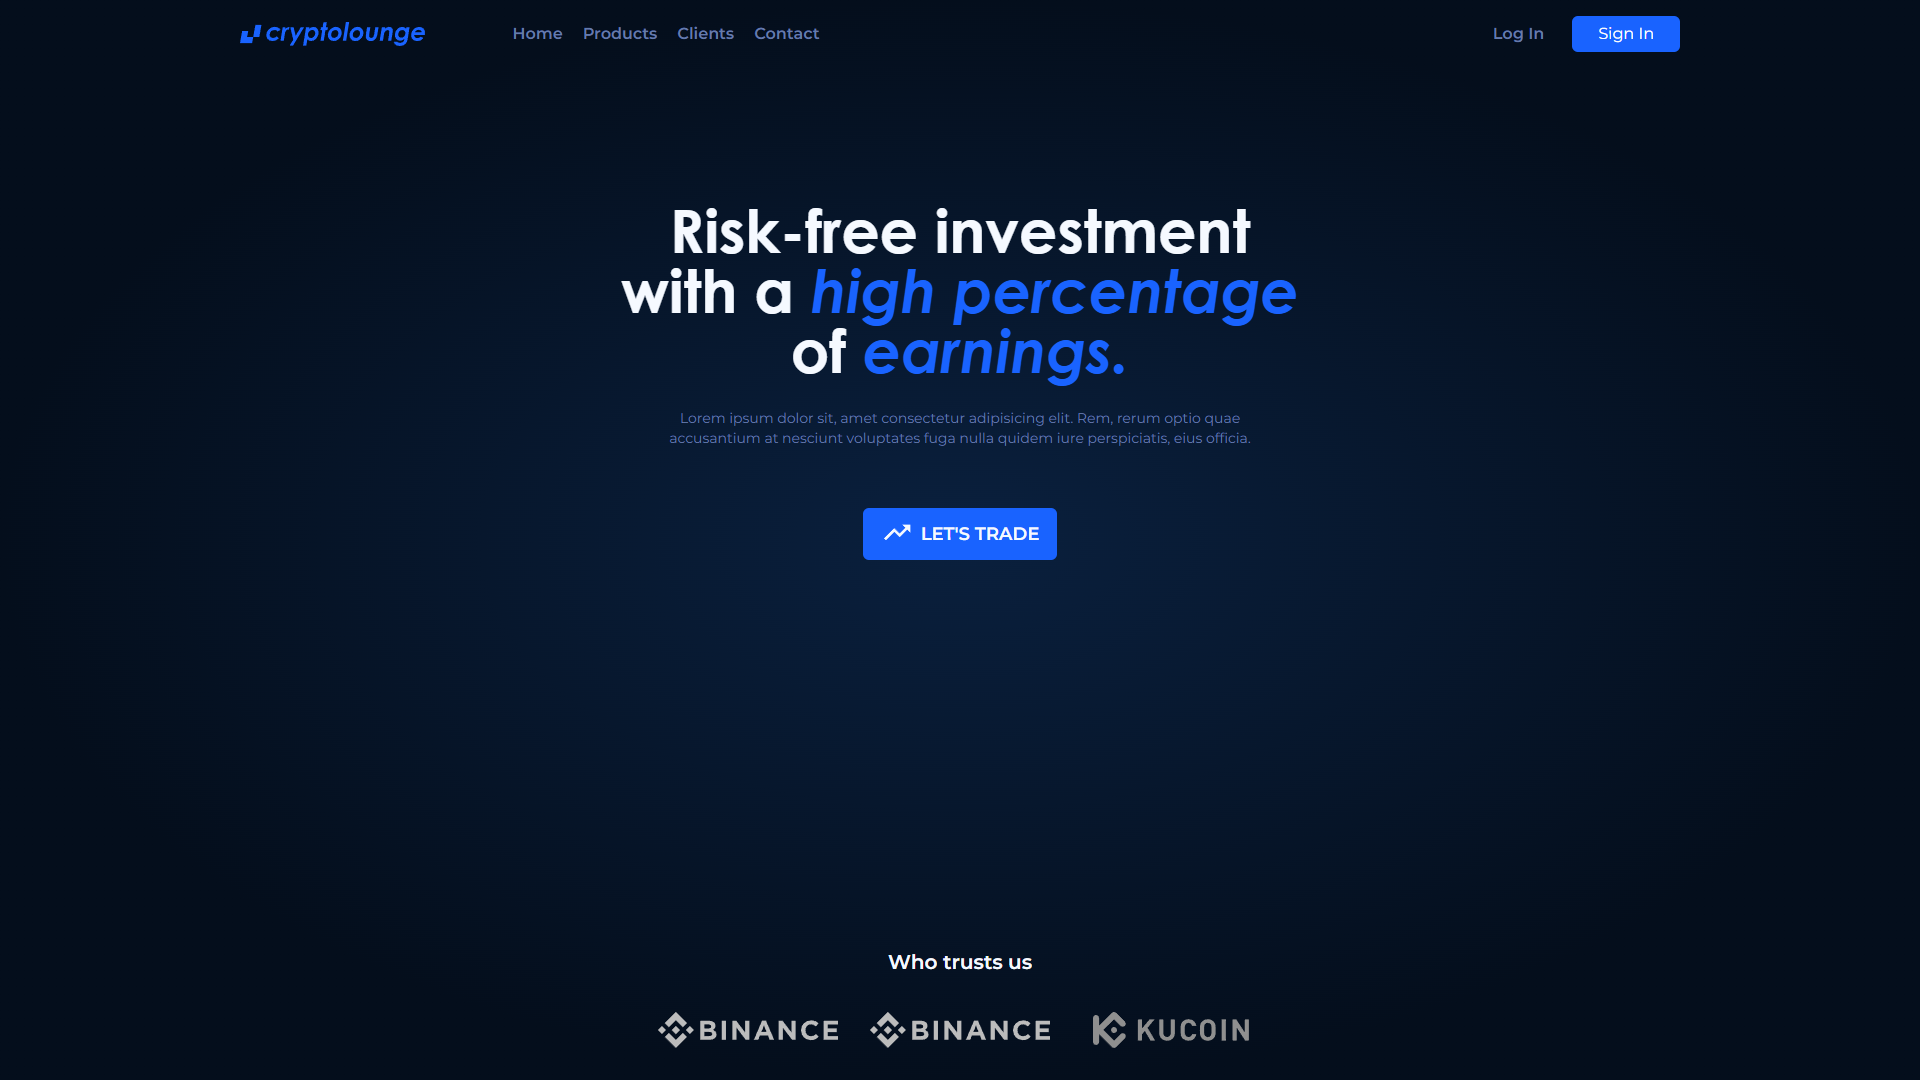 cryptolounge
Home Products Clients Contact
Log In Sign In
Risk-free investment
with a high percentage
of earnings.
Lorem ipsum dolor sit, amet consectetur adipisicing elit. Rem, rerum optio quae
accusantium at nesciunt voluptates fuga nulla quidem iure perspiciatis, eius officia.
LET'S TRADE
Who trusts us
BINANCE BINANCE KUCOIN